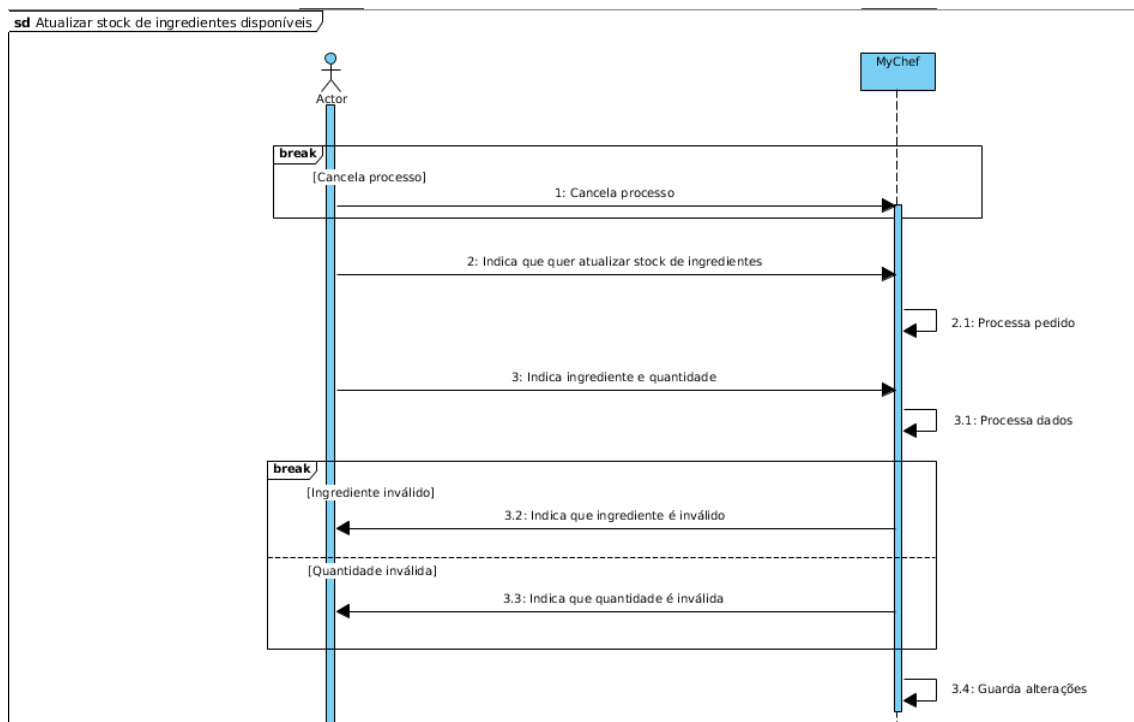 sd Atualizar stock de ingredientes disponíveis
Actor
MyChef
break
[Cancela processo]
1: Cancela processo
2: Indica que quer atualizar stock de ingredientes
2.1: Processa pedido
3: Indica ingrediente e quantidade
3.1: Processa dados
break
[Ingrediente inválido]
3.2: Indica que ingrediente é inválido
[Quantidade inválida]
3.3: Indica que quantidade é inválida
3.4: Guarda alterações